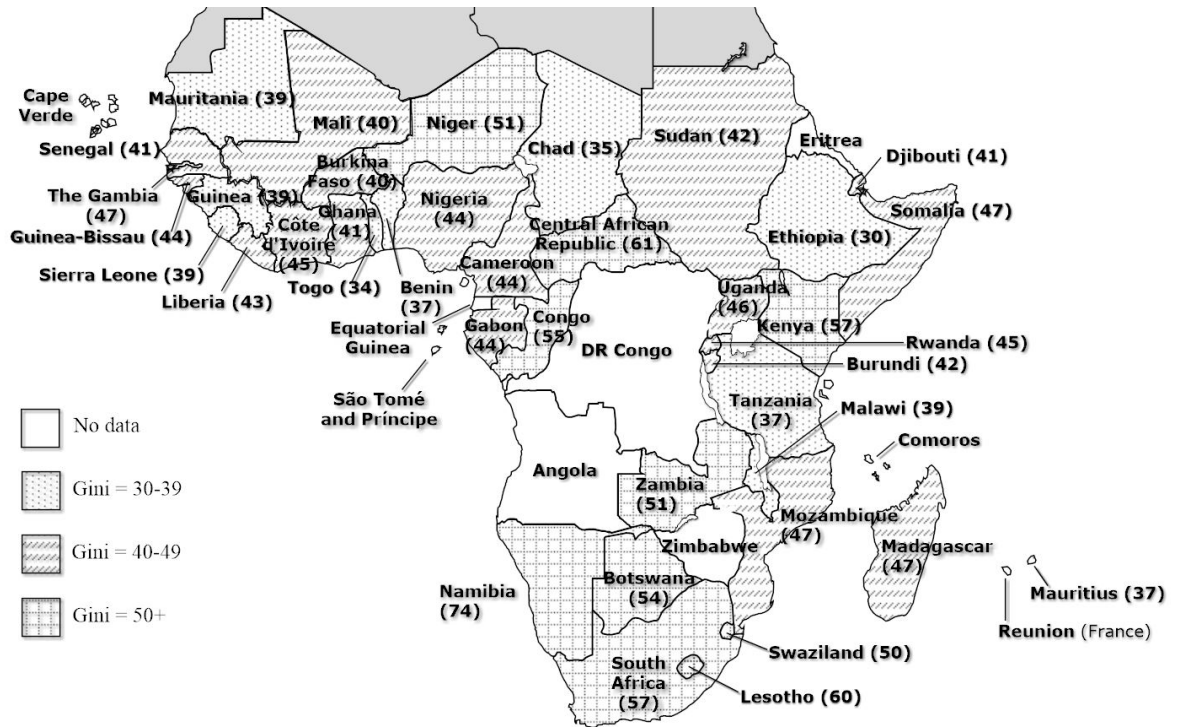 Cape
Verde
Mauritania (39)
Mali (40)
Niger (51)
Chad (35)
Sudan (42)
Eritrea
Djibouti (41)
Senegal (41)
The Gambia
(47)
Guinea-Bissau (44)
Guinea (39)
Burkina
Faso (40)
Nigeria
(44)
Somalia (47)
Ethiopia (30)
Central African
Republic (61)
Ghana
(41)
Côte
d'Ivoire
(45)
Sierra Leone (39)
Liberia (43)
Togo (34)
Benin
(37)
Cameroon
(44)
Equatorial
Guinea
Gabon
(44)
Congo
(55)
DR Congo
Uganda
(46)
Kenya (57)
Rwanda (45)
Burundi (42)
São Tomé
and Príncipe
Tanzania
(37)
Malawi (39)
Comoros
Angola
Zambia
(51)
Mozambique
(47)
Zimbabwe
Madagascar
(47)
Namibia
(74)
Botswana
(54)
Mauritius (37)
Reunion (France)
Swaziland (50)
South
Africa
(57)
Lesotho (60)
No data
Gini = 30-39
Gini = 40-49
Gini = 50+